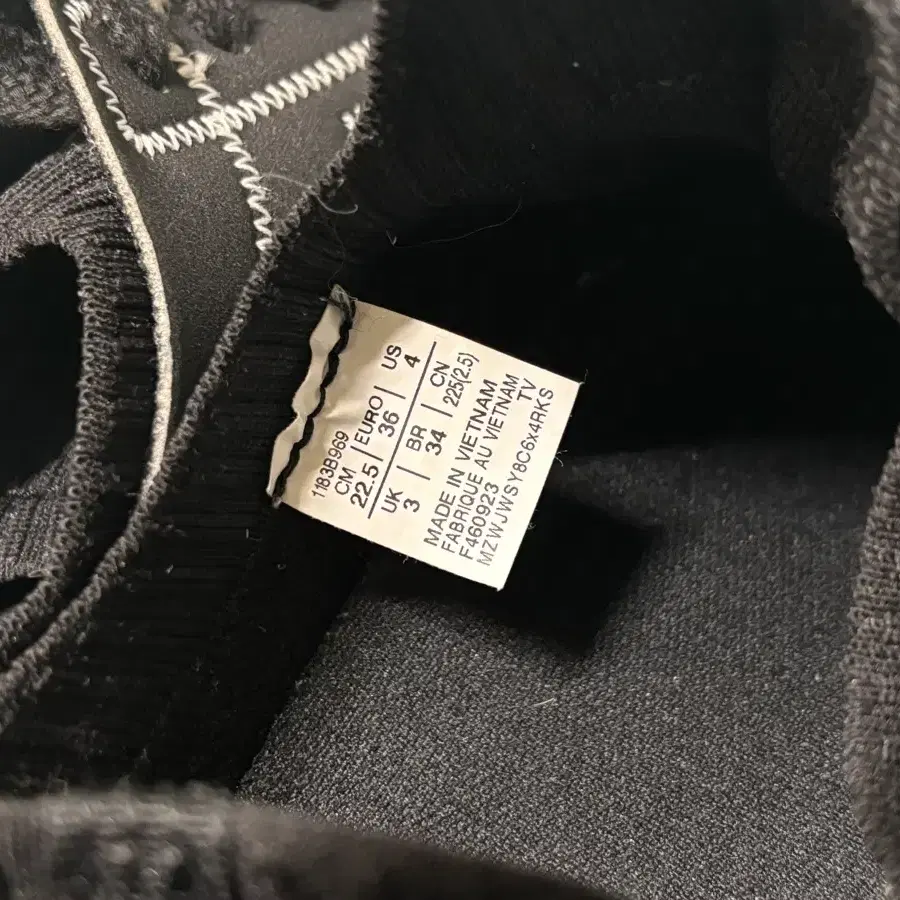 1183B969
CM | EURO | US
22.5 | 36 | 4
UK | BR | CN
3 | 34 | 225(2.5)
MADE IN VIETNAM
FABRIQUE AU VIETNAM
F460923 TV
MZWJWSY8C6x4RKS